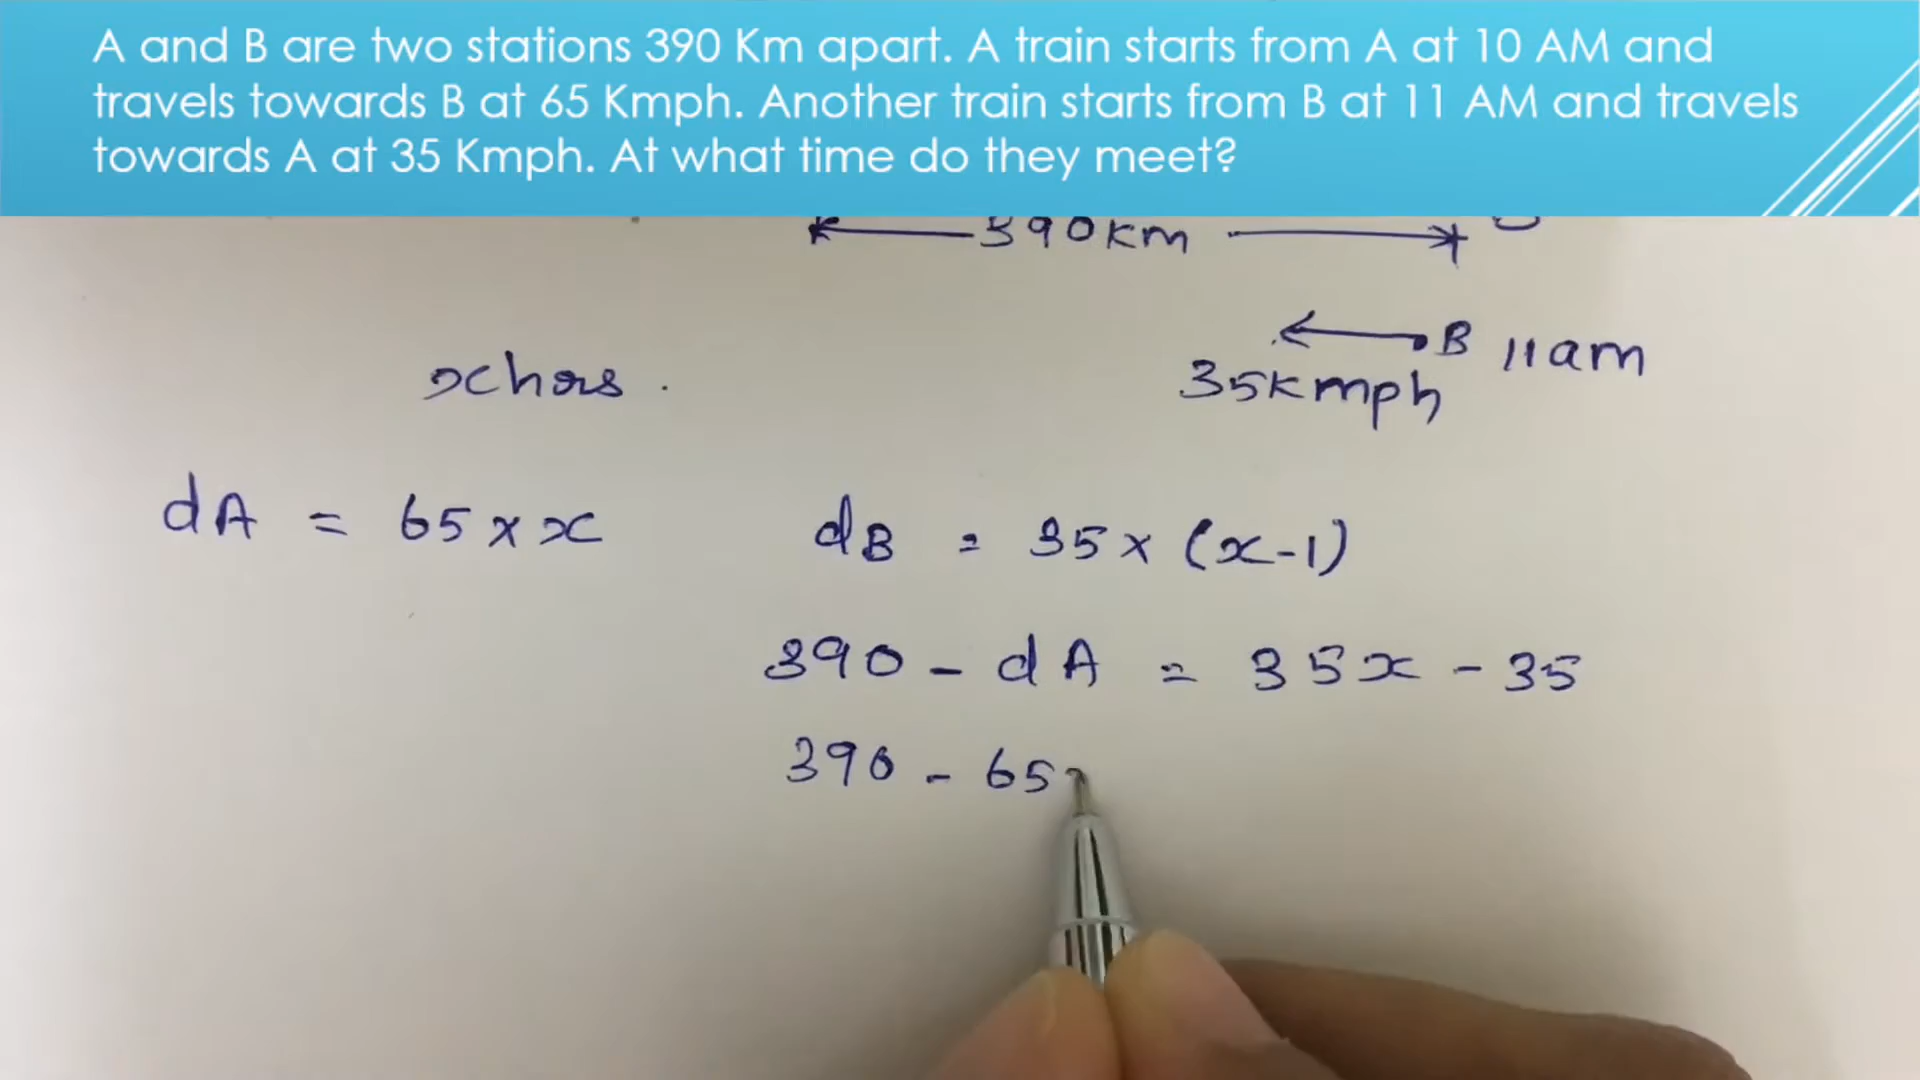 A and B are two stations 390 Km apart. A train starts from A at 10 AM and
travels towards B at 65 Kmph. Another train starts from B at 11 AM and travels
towards A at 35 Kmph. At what time do they meet?
390km
B 11am
x hrs.
35kmph
dA = 65 × x
dB = 35 × (x-1)
390 - dA = 35x - 35
390 - 65